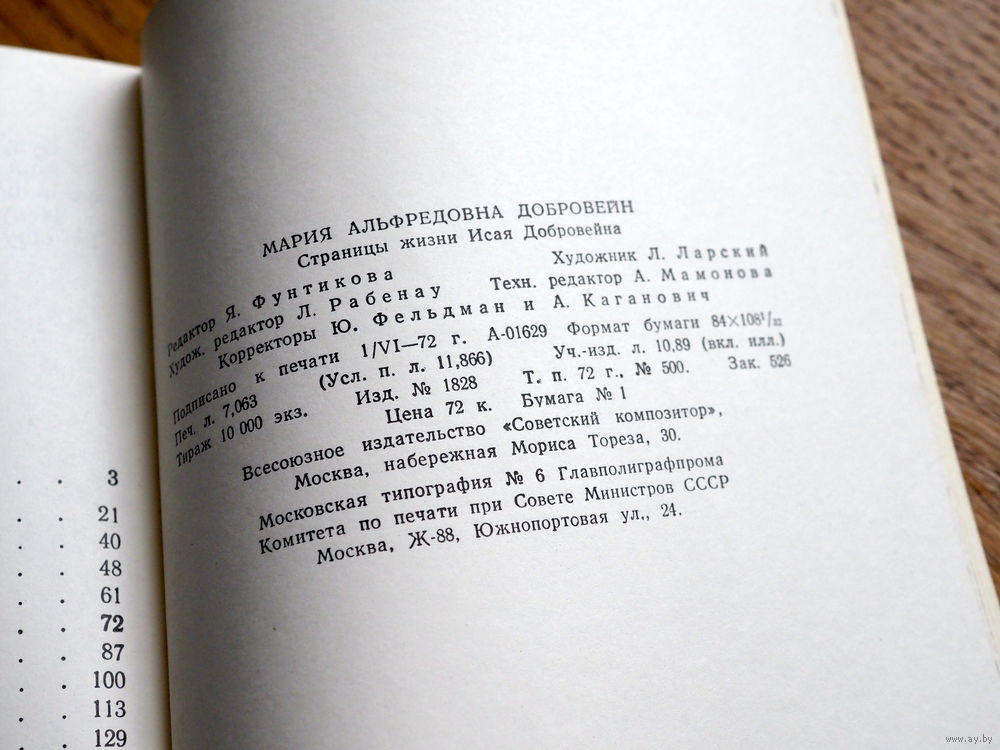 . . 3
. . 21
. . 40
. . 48
. . 61
. . 72
. . 87
. . 100
. . 113
. . 129
МАРИЯ АЛЬФРЕДОВНА ДОБРОВЕЙН
Страницы жизни Исая Добровейна
Редактор Я. Фунтикова Художник Л. Ларский
Худож. редактор Л. Рабенау Техн. редактор А. Мамонова
Корректоры Ю. Фельдман и А. Каганович
Подписано к печати 1/VI—72 г. А-01629 Формат бумаги 84×108¹/₃₂
Печ. л. 7,063 (Усл. п. л. 11,866) Уч.-изд. л. 10,89 (вкл. илл.)
Тираж 10 000 экз. Изд. № 1828 Т. п. 72 г., № 500. Зак. 526
Цена 72 к. Бумага № 1
Всесоюзное издательство «Советский композитор»,
Москва, набережная Мориса Тореза, 30.
Московская типография № 6 Главполиграфпрома
Комитета по печати при Совете Министров СССР
Москва, Ж-88, Южнопортовая ул., 24.
www.ay.by